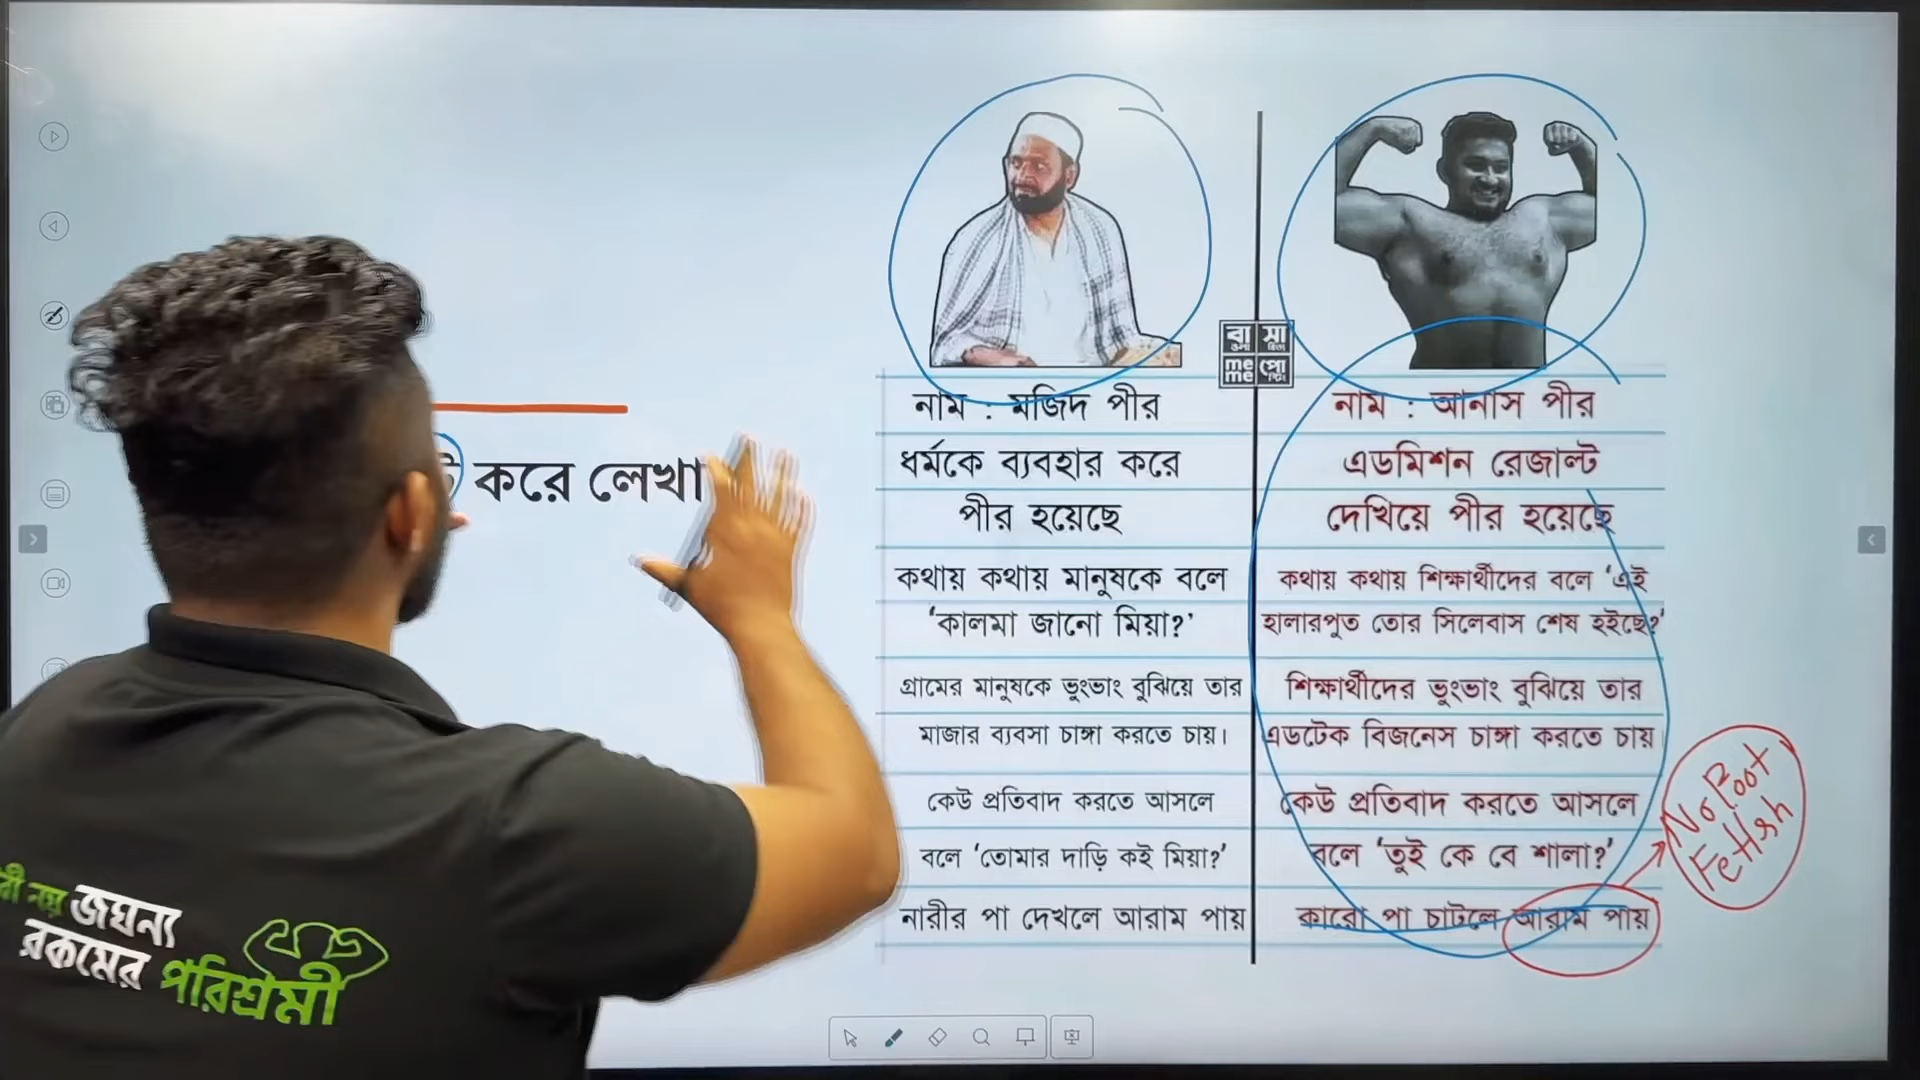 করে লেখা
নাম : মজিদ পীর
ধর্মকে ব্যবহার করে
পীর হয়েছে
কথায় কথায় মানুষকে বলে
'কালমা জানো মিয়া?'
গ্রামের মানুষকে ভুংভাং বুঝিয়ে তার
মাজার ব্যবসা চাঙ্গা করতে চায়।
কেউ প্রতিবাদ করতে আসলে
বলে 'তোমার দাড়ি কই মিয়া?'
নারীর পা দেখলে আরাম পায়
বা সা
meme পো
নাম : আনাস পীর
এডমিশন রেজাল্ট
দেখিয়ে পীর হয়েছে
কথায় কথায় শিক্ষার্থীদের বলে 'এই
হালারপুত তোর সিলেবাস শেষ হইছে?'
শিক্ষার্থীদের ভুংভাং বুঝিয়ে তার
এডটেক বিজনেস চাঙ্গা করতে চায়।
কেউ প্রতিবাদ করতে আসলে
বলে 'তুই কে বে শালা?'
কারো পা চাটলে আরাম পায়
No
নয় জঘন্য
রকমের পরিশ্রমী